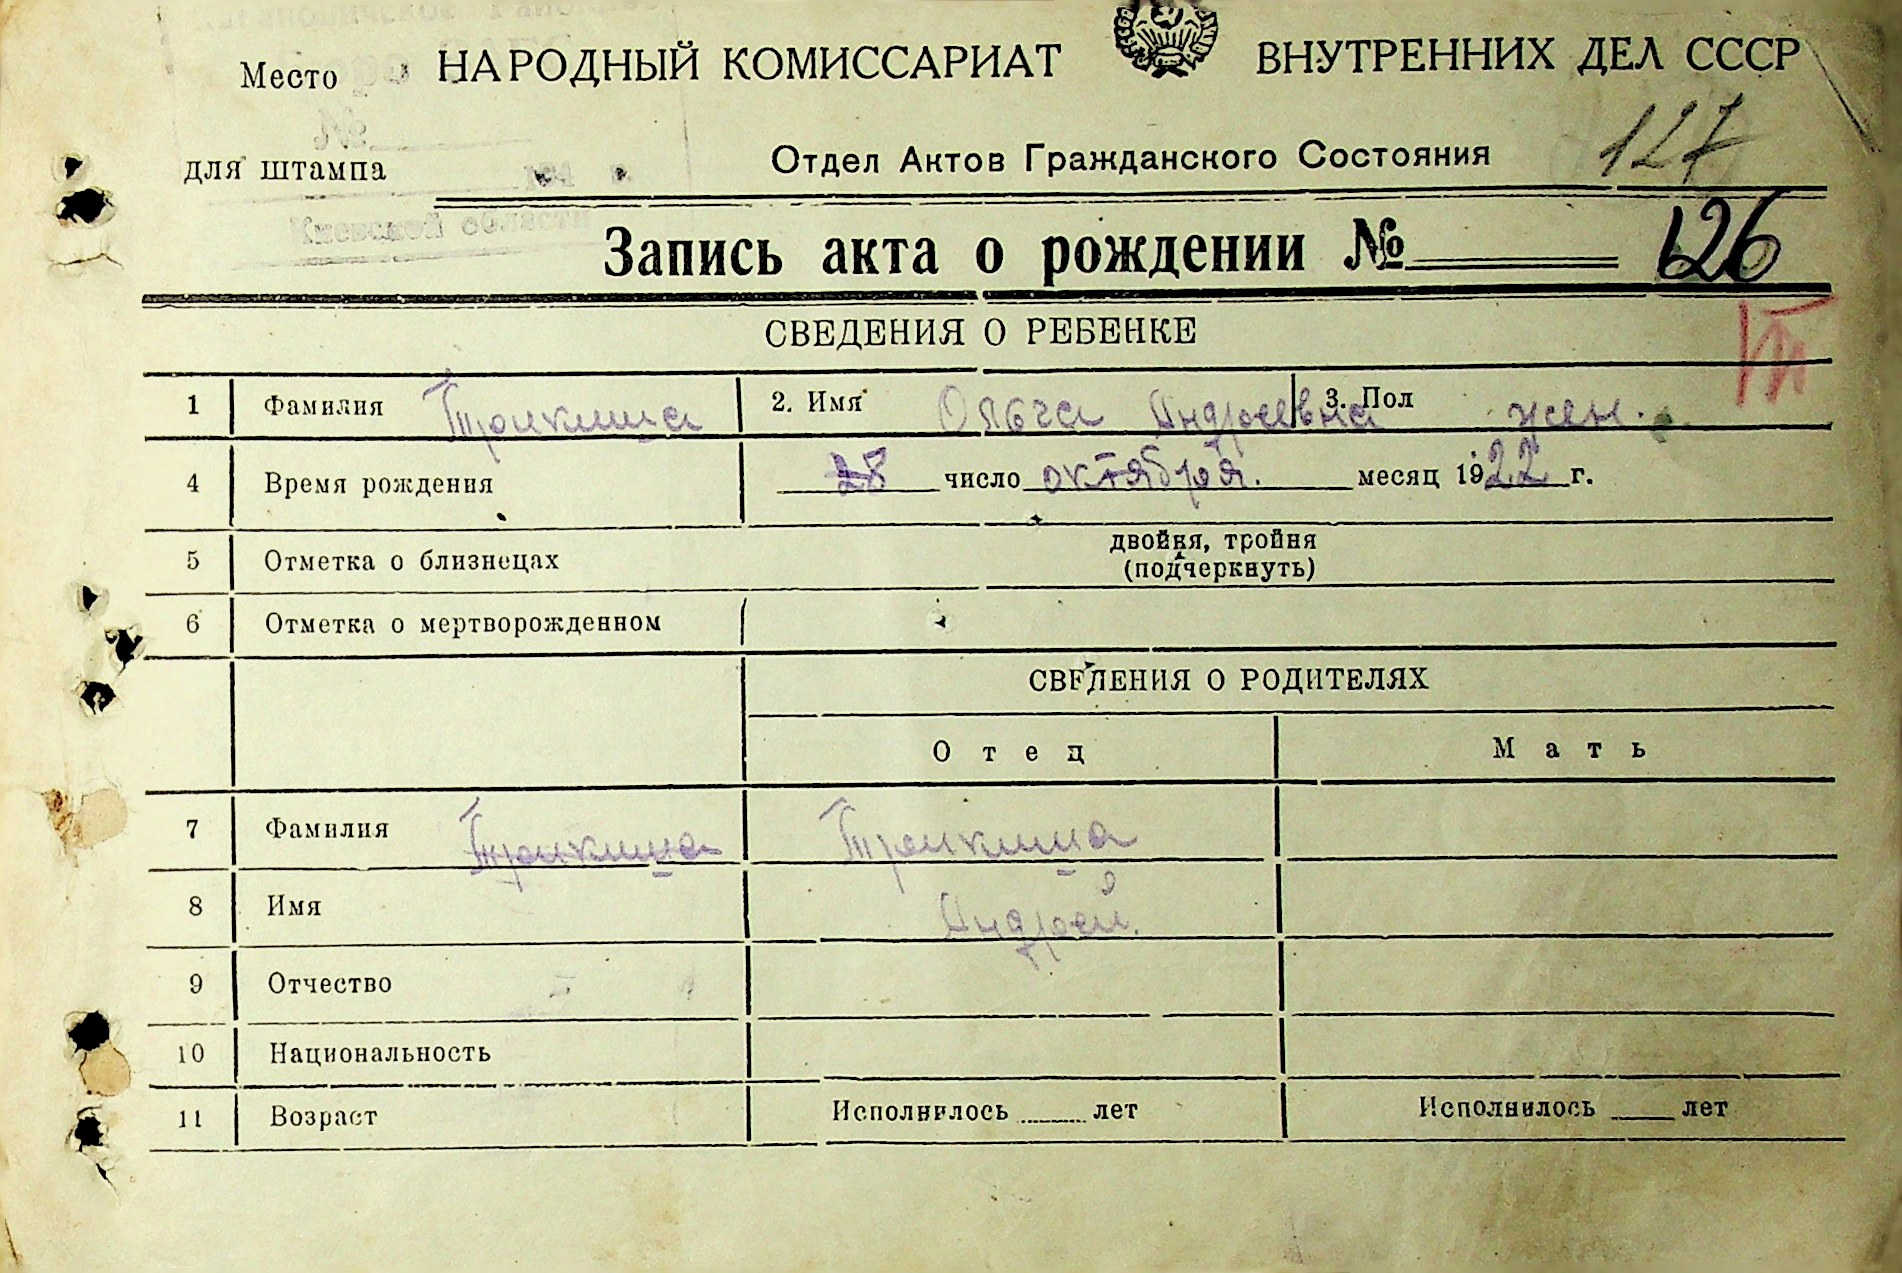 Место НАРОДНЫЙ КОМИССАРИАТ ВНУТРЕННИХ ДЕЛ СССР
№
для штампа Отдел Актов Гражданского Состояния 127
194 г.
Киевской области
Запись акта о рождении № 126
СВЕДЕНИЯ О РЕБЕНКЕ
1 Фамилия 2. Имя Ольга Андреевна 3. Пол жен.
4 Время рождения 28 число октября. месяц 1922 г.
5 Отметка о близнецах двойня, тройня
(подчеркнуть)
6 Отметка о мертворожденном
СВЕДЕНИЯ О РОДИТЕЛЯХ
Отец Мать
7 Фамилия
8 Имя Андрей.
9 Отчество
10 Национальность
11 Возраст Исполнилось лет Исполнилось лет